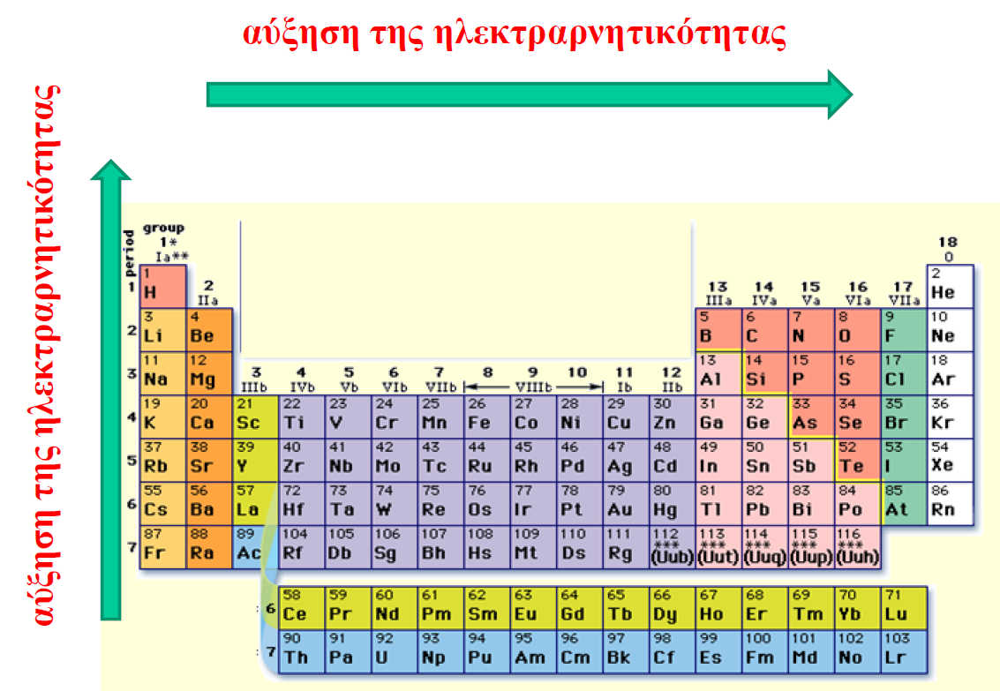 αύξηση της ηλεκτραρνητικότητας
αύξηση της ηλεκτραρνητικότητας
period
group
1* 18
Ia** 0
1 2
1 H 2 13 14 15 16 17 He
IIa IIIa IVa Va VIa VIIa
3 4 5 6 7 8 9 10
2 Li Be B C N O F Ne
11 12 13 14 15 16 17 18
3 Na Mg 3 4 5 6 7 8 9 10 11 12 Al Si P S Cl Ar
IIIb IVb Vb VIb VIIb VIIIb Ib IIb
19 20 21 22 23 24 25 26 27 28 29 30 31 32 33 34 35 36
4 K Ca Sc Ti V Cr Mn Fe Co Ni Cu Zn Ga Ge As Se Br Kr
37 38 39 40 41 42 43 44 45 46 47 48 49 50 51 52 53 54
5 Rb Sr Y Zr Nb Mo Tc Ru Rh Pd Ag Cd In Sn Sb Te I Xe
55 56 57 72 73 74 75 76 77 78 79 80 81 82 83 84 85 86
6 Cs Ba La Hf Ta W Re Os Ir Pt Au Hg Tl Pb Bi Po At Rn
87 88 89 104 105 106 107 108 109 110 111 112 113 114 115 116
*** *** *** *** ***
7 Fr Ra Ac Rf Db Sg Bh Hs Mt Ds Rg (Uub) (Uut) (Uuq) (Uup) (Uuh)
58 59 60 61 62 63 64 65 66 67 68 69 70 71
: 6 Ce Pr Nd Pm Sm Eu Gd Tb Dy Ho Er Tm Yb Lu
90 91 92 93 94 95 96 97 98 99 100 101 102 103
: 7 Th Pa U Np Pu Am Cm Bk Cf Es Fm Md No Lr